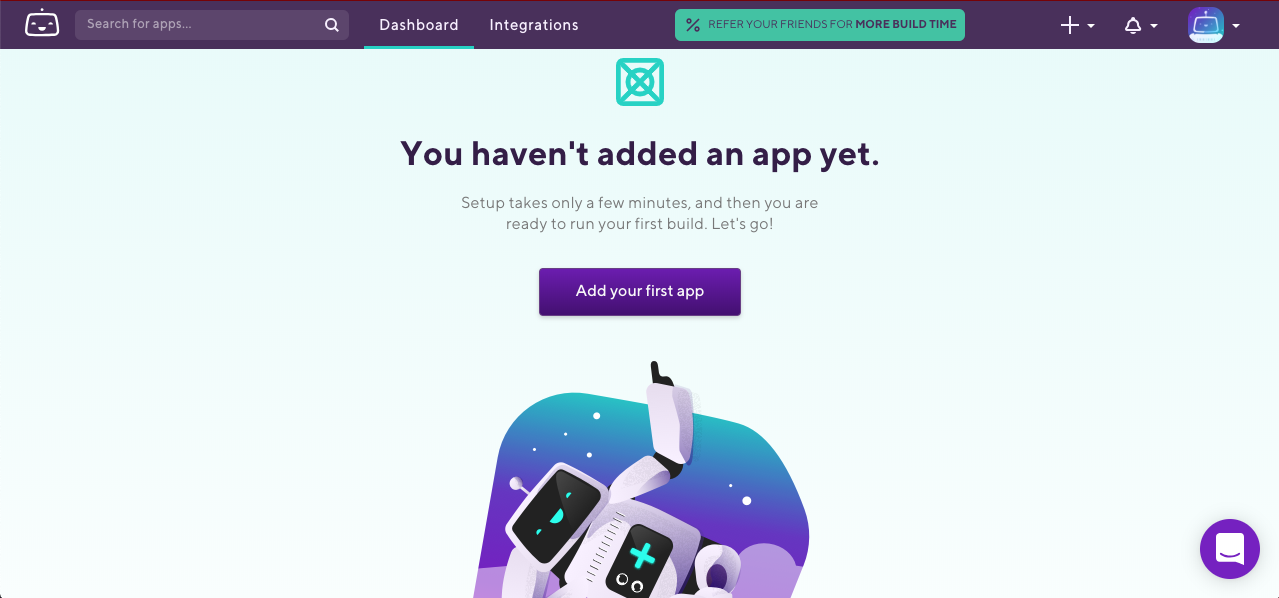 Search for apps...
Dashboard
Integrations
REFER YOUR FRIENDS FOR MORE BUILD TIME
You haven't added an app yet.
Setup takes only a few minutes, and then you are
ready to run your first build. Let's go!
Add your first app